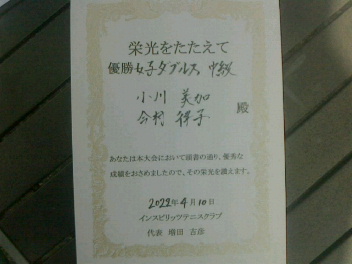 栄光をたたえて
優勝女子ダブルス 中級
小川 美加
今村 祥子
殿
あなたは本大会において頭書の通り、優秀な
成績をおさめましたので、その栄光を讃えます。
2022年4月10日
インスピリッツテニスクラブ
代表 増田 吉彦